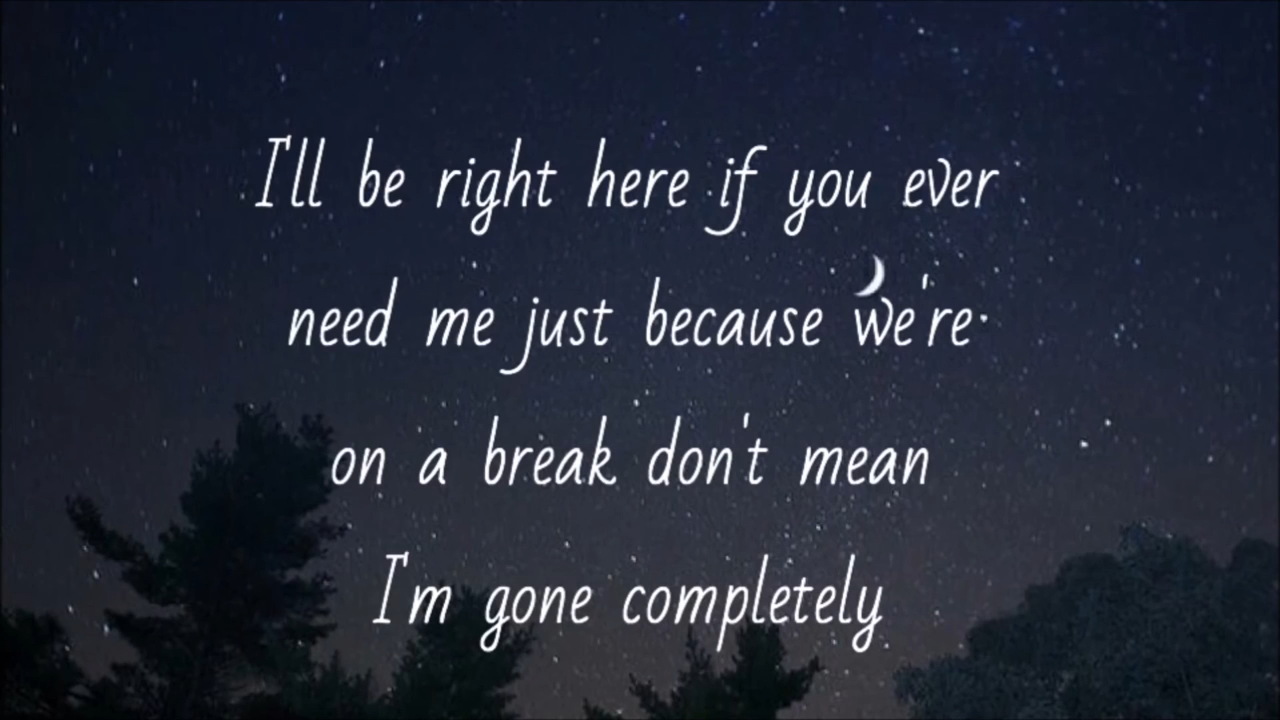 I'll be right here if you ever
need me just because we're
on a break don't mean
I'm gone completely